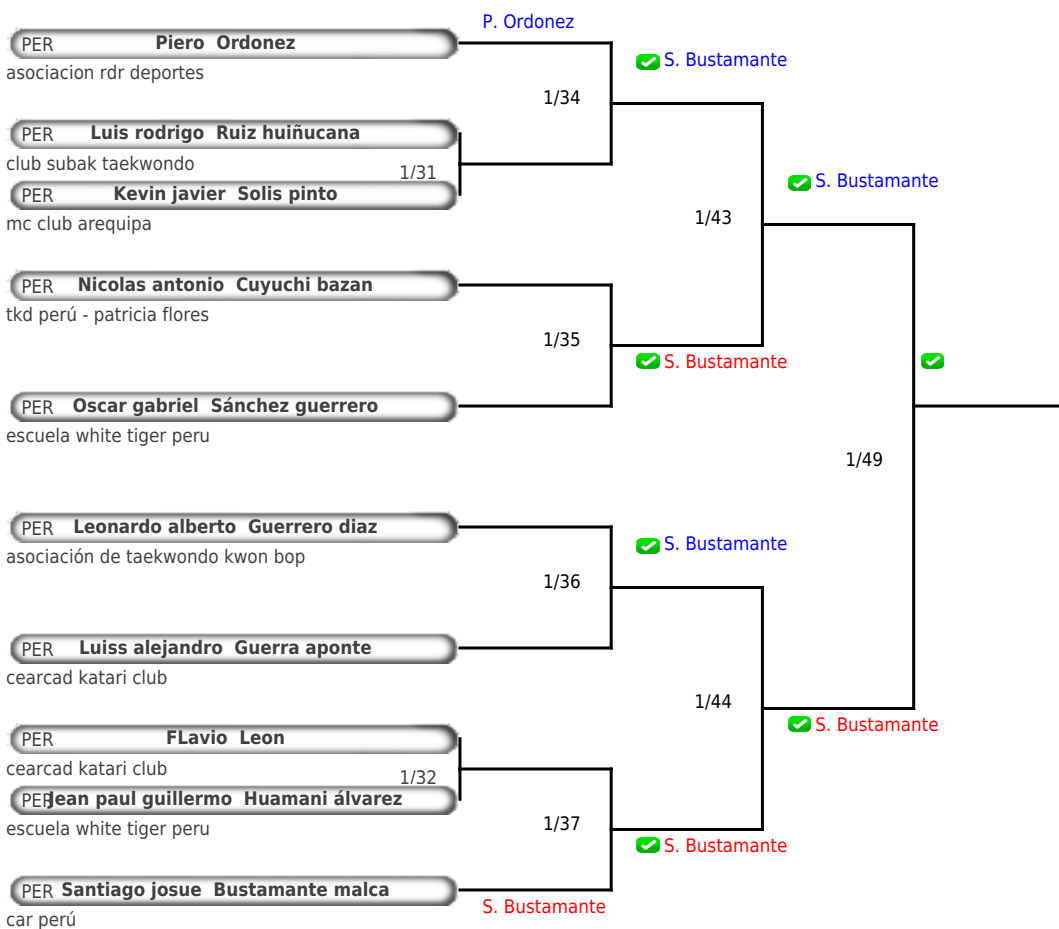 P. Ordonez
PER Piero Ordonez
asociacion rdr deportes
S. Bustamante
1/34
PER Luis rodrigo Ruiz huiñucana
club subak taekwondo
1/31
PER Kevin javier Solis pinto
mc club arequipa
S. Bustamante
1/43
PER Nicolas antonio Cuyuchi bazan
tkd perú - patricia flores
1/35
S. Bustamante
PER Oscar gabriel Sánchez guerrero
escuela white tiger peru
1/49
PER Leonardo alberto Guerrero diaz
asociación de taekwondo kwon bop
S. Bustamante
1/36
PER Luiss alejandro Guerra aponte
cearcad katari club
1/44
S. Bustamante
PER FLavio Leon
cearcad katari club
1/32
PER Jean paul guillermo Huamani álvarez
escuela white tiger peru
1/37
S. Bustamante
PER Santiago josue Bustamante malca
car perú
S. Bustamante